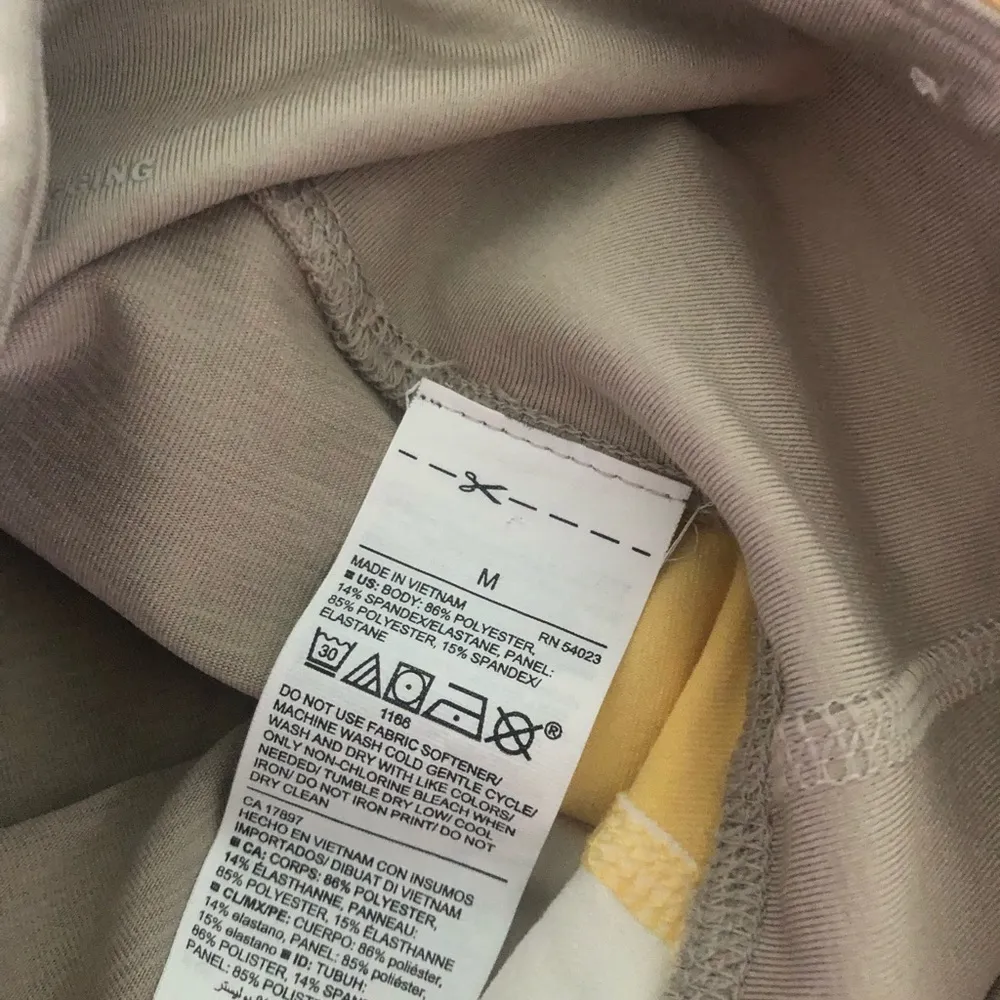 GING
M
MADE IN VIETNAM RN 54023
■ US: BODY: 86% POLYESTER,
14% SPANDEX/ELASTANE, PANEL:
85% POLYESTER, 15% SPANDEX/
ELASTANE
30
1166
®
DO NOT USE FABRIC SOFTENER/
MACHINE WASH COLD GENTLE CYCLE/
WASH AND DRY WITH LIKE COLORS/
ONLY NON-CHLORINE BLEACH WHEN
NEEDED/ TUMBLE DRY LOW/ COOL
IRON/ DO NOT IRON PRINT/ DO NOT
DRY CLEAN
CA 17897
HECHO EN VIETNAM CON INSUMOS
IMPORTADOS/ DIBUAT DI VIETNAM
■ CA: CORPS: 86% POLYESTER,
14% ÉLASTHANNE, PANNEAU:
85% POLYESTER, 15% ÉLASTHANNE
■ CL/MX/PE: CUERPO: 86% poliéster,
14% elastano, PANEL: 85% poliéster,
15% elastano ■ ID: TUBUH:
86% POLISTER, 14% SPAN
PANEL: 85% POLIST